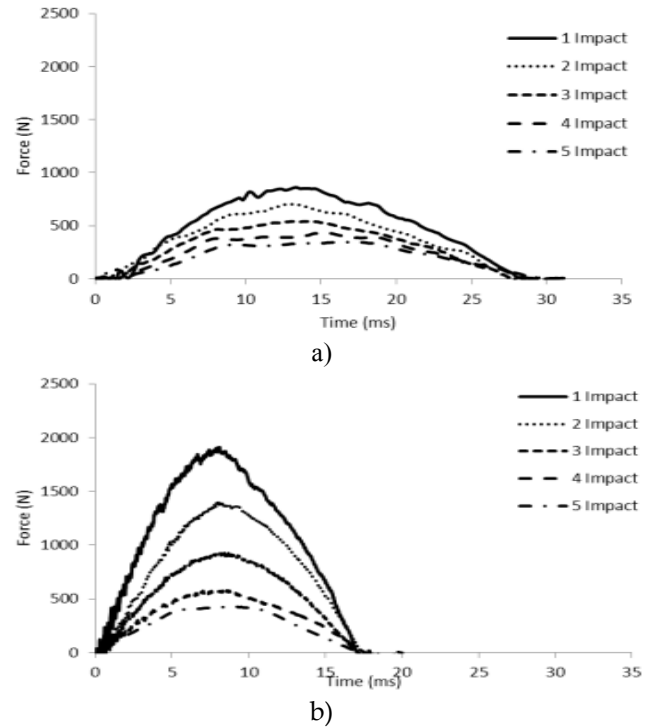 2500
2000
1500
1000
500
0
Force (N)
1 Impact
2 Impact
3 Impact
4 Impact
5 Impact
0 5 10 15 20 25 30 35
Time (ms)
a)
2500
2000
1500
1000
500
0
Force (N)
1 Impact
2 Impact
3 Impact
4 Impact
5 Impact
0 5 10 15 20 25 30 35
Time (ms)
b)